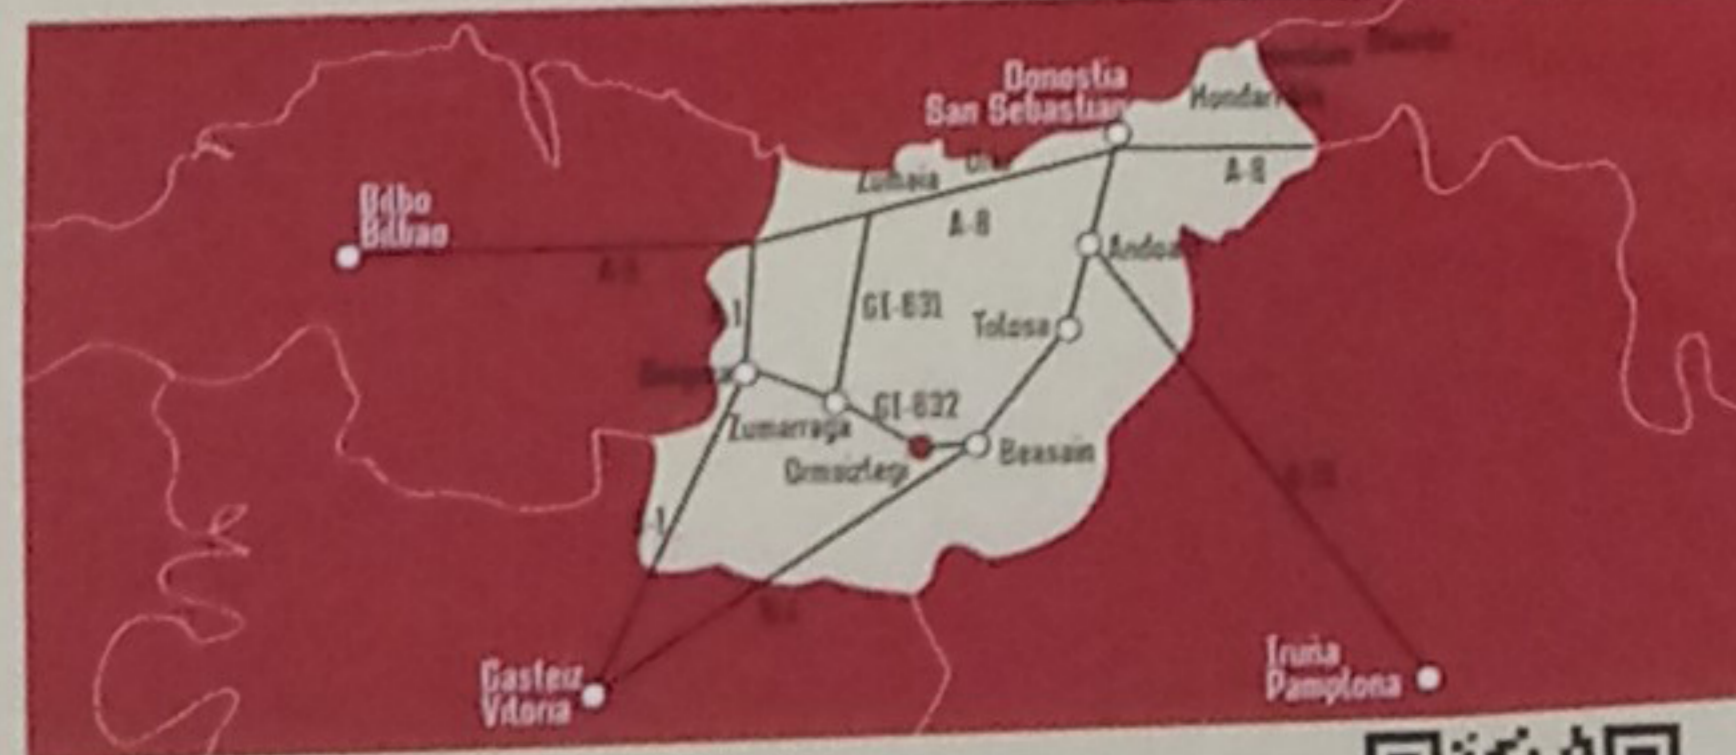 Donostia
San Sebastian
A-8
Zumaia
Bilbo
Bilbao
A-8
GI-631
Tolosa
GI-632
Zumarraga
Ormaiztegi
Beasain
Gasteiz
Vitoria
Iruña
Pamplona